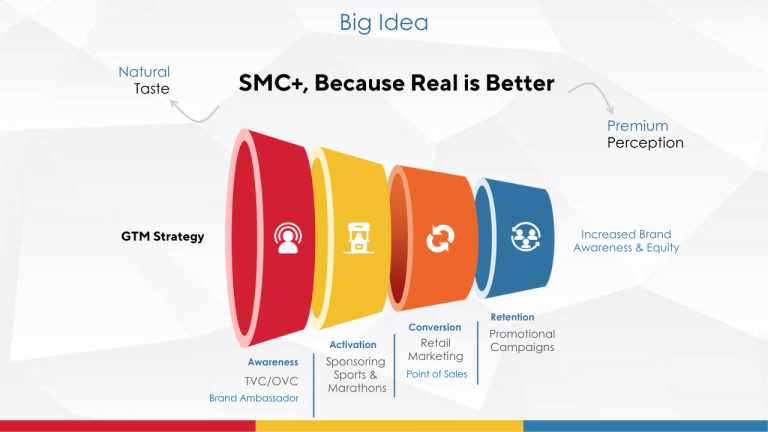 Big Idea
Natural
Taste
SMC+, Because Real is Better
Premium
Perception
GTM Strategy
Increased Brand
Awareness & Equity
Awareness
TVC/OVC
Brand Ambassador
Activation
Sponsoring
Sports &
Marathons
Conversion
Retail
Marketing
Point of Sales
Retention
Promotional
Campaigns